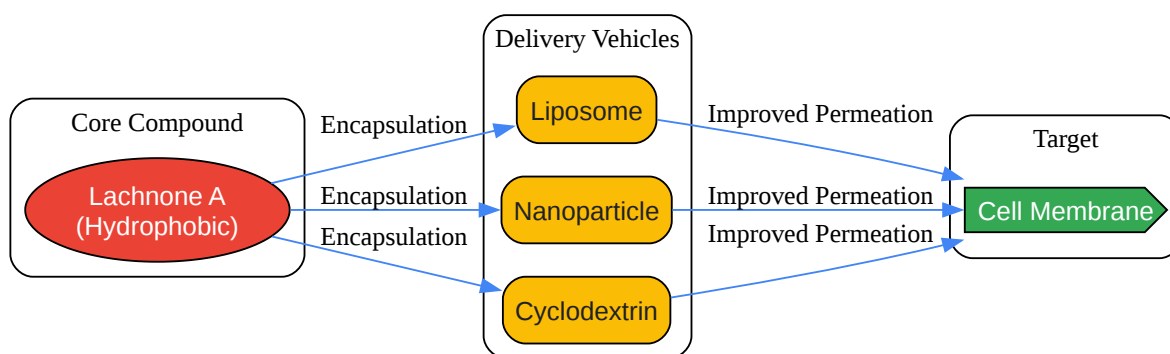 Core Compound
Lachnone A
(Hydrophobic)
Encapsulation
Encapsulation
Encapsulation
Delivery Vehicles
Liposome
Nanoparticle
Cyclodextrin
Improved Permeation
Improved Permeation
Improved Permeation
Target
Cell Membrane